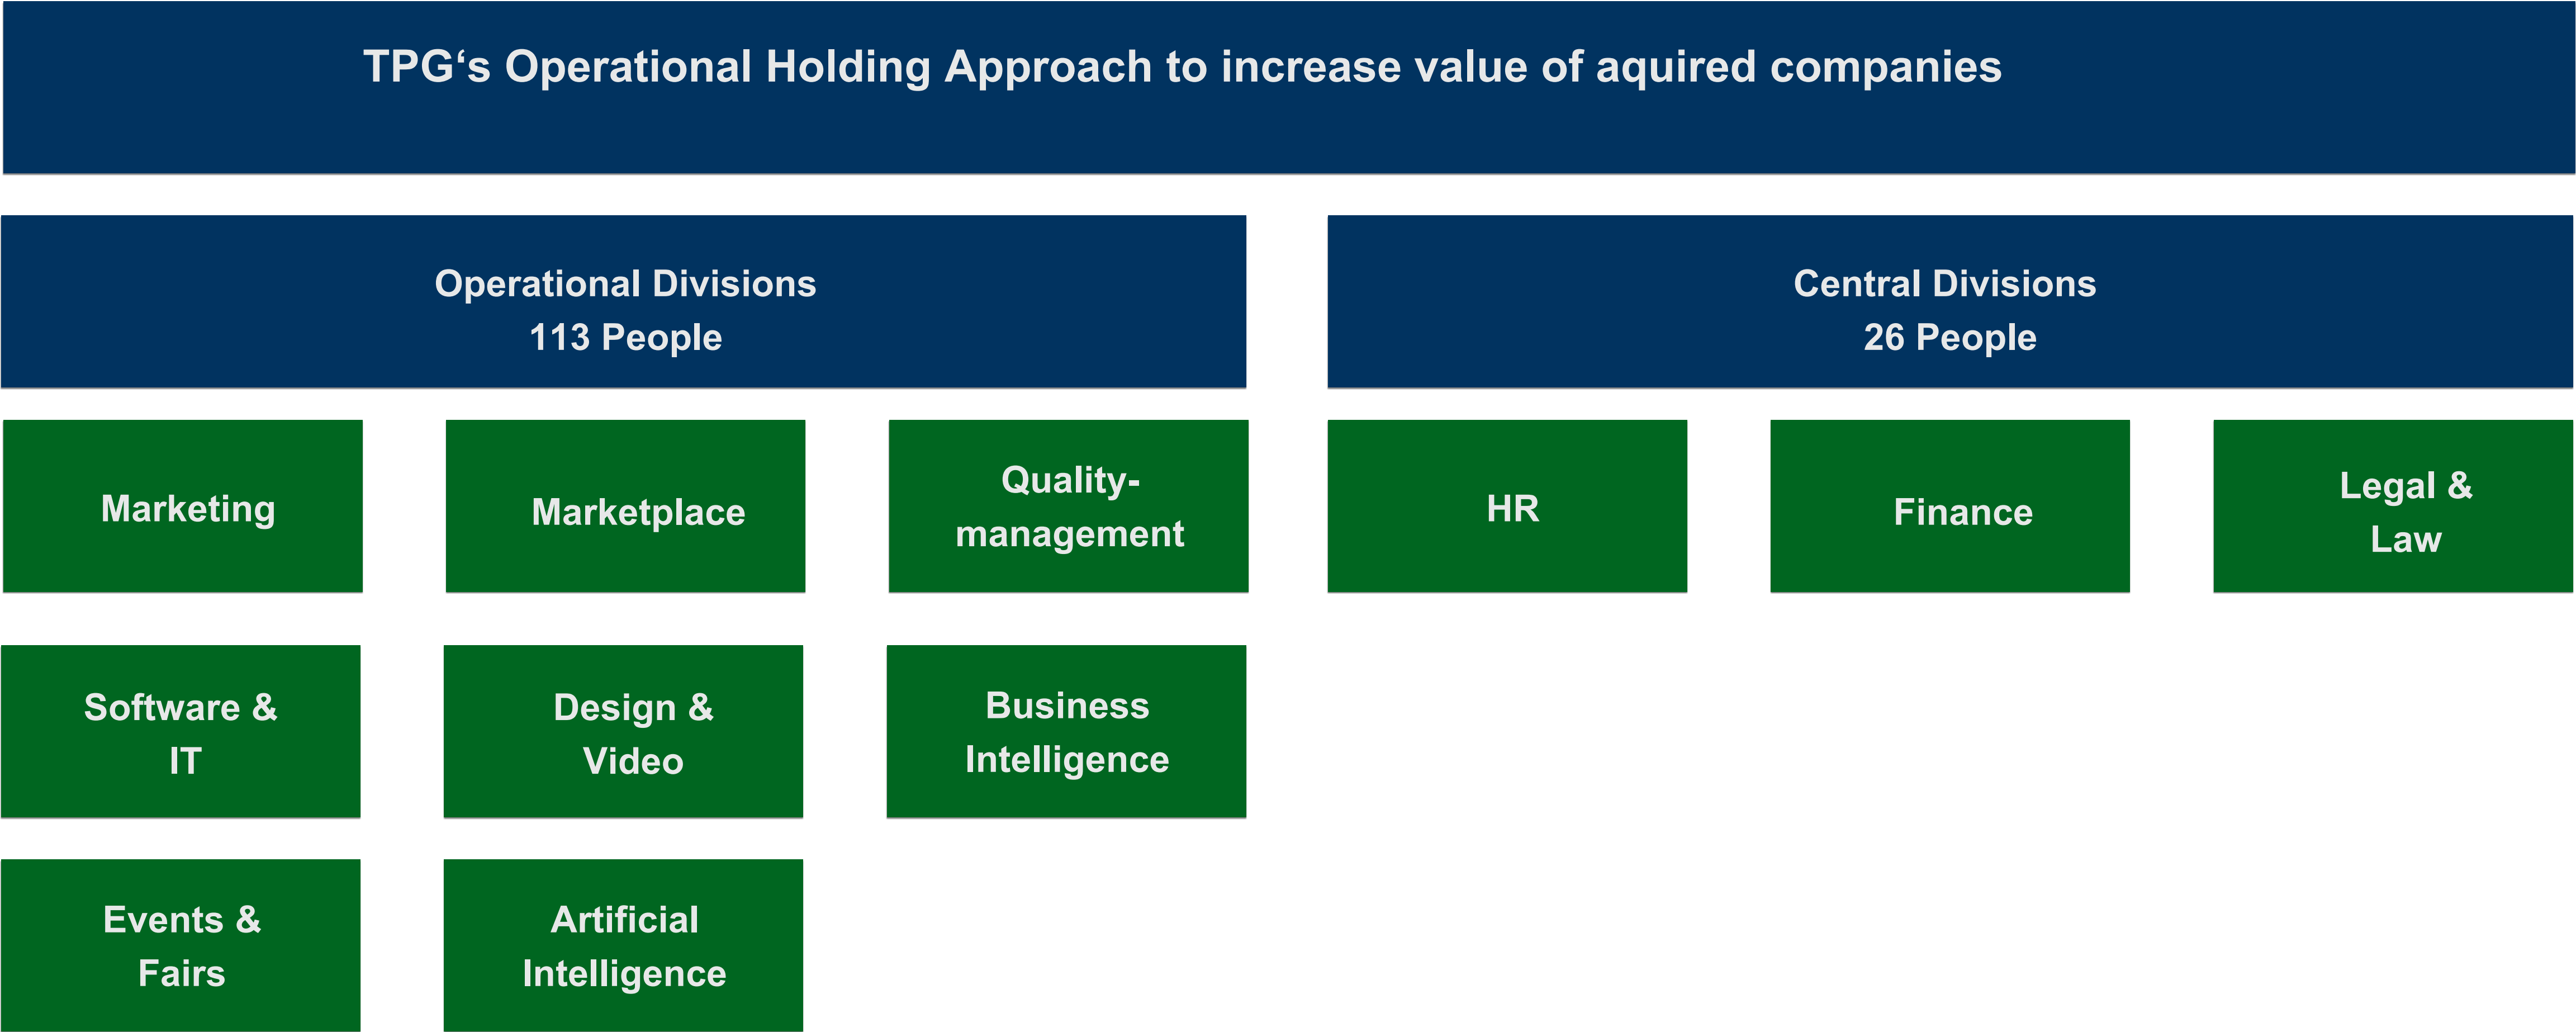 TPG‘s Operational Holding Approach to increase value of aquired companies
Operational Divisions
113 People
Central Divisions
26 People
Marketing
Marketplace
Quality-
management
HR
Finance
Legal &
Law
Software &
IT
Design &
Video
Business
Intelligence
Events &
Fairs
Artificial
Intelligence